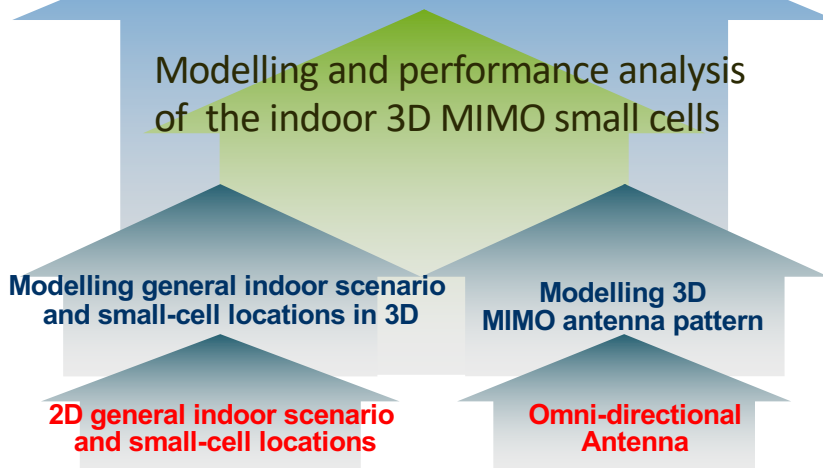 Modelling and performance analysis
of the indoor 3D MIMO small cells
Modelling general indoor scenario
and small-cell locations in 3D
Modelling 3D
MIMO antenna pattern
2D general indoor scenario
and small-cell locations
Omni-directional
Antenna